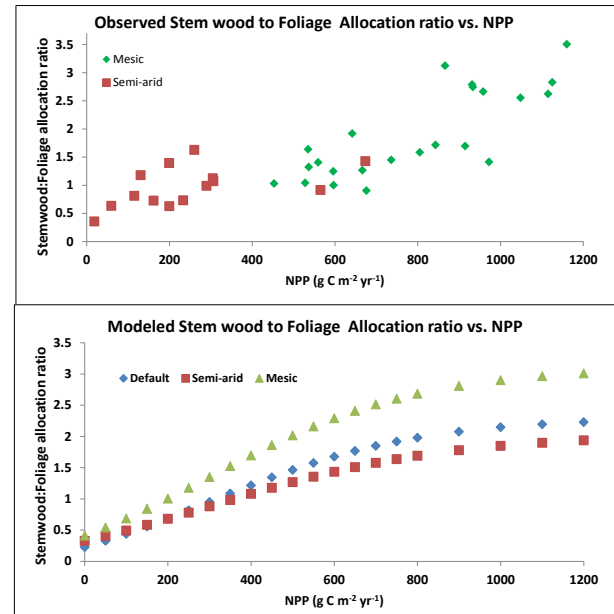 Observed Stem wood to Foliage Allocation ratio vs. NPP
3.5
3
2.5
2
1.5
1
0.5
0
Mesic
Semi-arid
Stemwood:Foliage allocation ratio
0 200 400 600 800 1000 1200
NPP (g C m-2 yr-1)
Modeled Stem wood to Foliage Allocation ratio vs. NPP
3.5
3
2.5
2
1.5
1
0.5
0
Default Semi-arid Mesic
Stemwood:Foliage allocation ratio
0 200 400 600 800 1000 1200
NPP (g C m-2 yr-1)